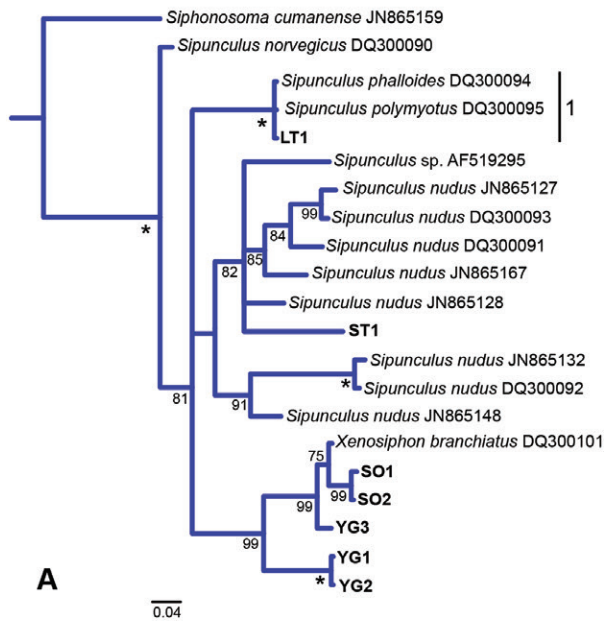 Siphonosoma cumanense JN865159
Sipunculus norvegicus DQ300090
Sipunculus phalloides DQ300094
Sipunculus polymyotus DQ300095
1
*
LT1
Sipunculus sp. AF519295
Sipunculus nudus JN865127
99
Sipunculus nudus DQ300093
*
84
Sipunculus nudus DQ300091
82
85
Sipunculus nudus JN865167
Sipunculus nudus JN865128
ST1
Sipunculus nudus JN865132
*
Sipunculus nudus DQ300092
81
91
Sipunculus nudus JN865148
Xenosiphon branchiatus DQ300101
75
SO1
99
SO2
99
YG3
99
YG1
*
YG2
A
0.04